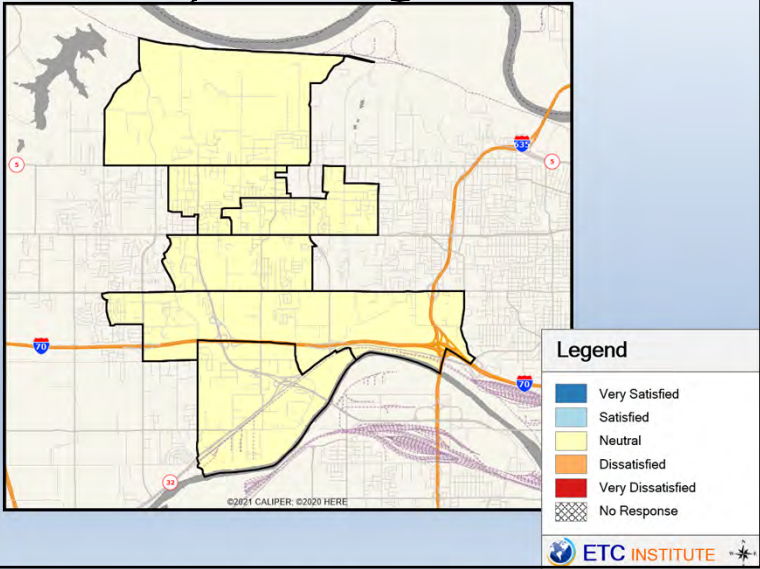 635
5
5
70
70
32
©2021 CALIPER; ©2020 HERE
Legend
Very Satisfied
Satisfied
Neutral
Dissatisfied
Very Dissatisfied
No Response
ETC INSTITUTE